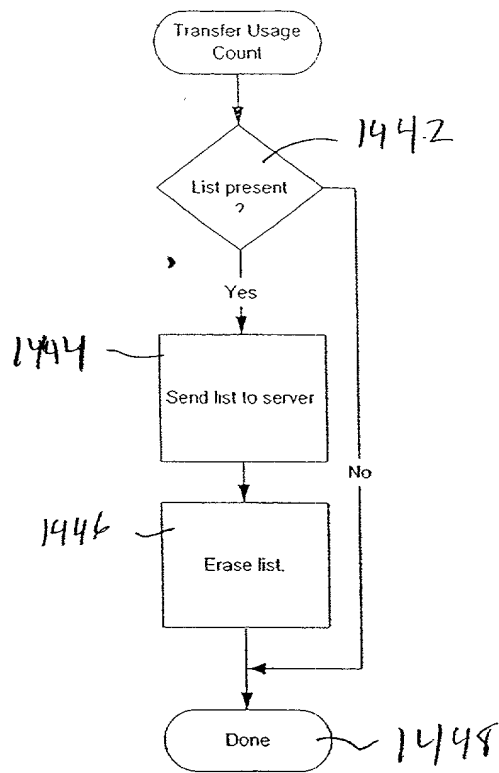 Transfer Usage
Count
1442
List present
?
Yes
1444
Send list to server
No
1446
Erase list.
Done
1448